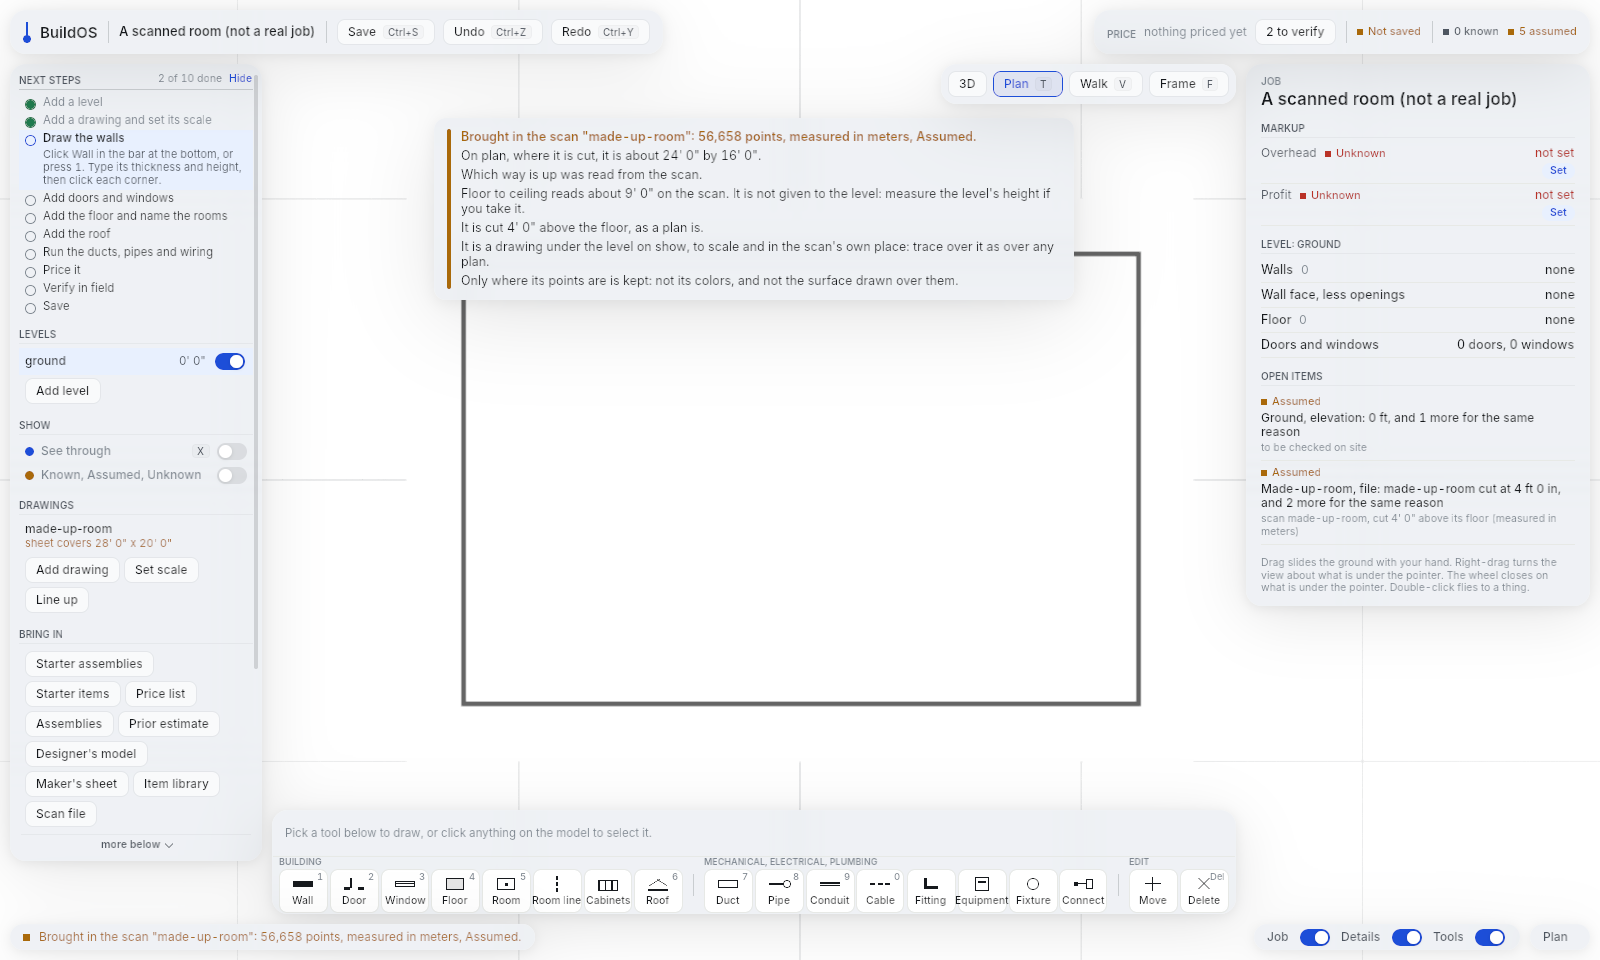 BuildOS
A scanned room (not a real job)
Save Ctrl+S
Undo Ctrl+Z
Redo Ctrl+Y
PRICE nothing priced yet
2 to verify
Not saved
0 known
5 assumed
3D
Plan T
Walk V
Frame F
NEXT STEPS 2 of 10 done Hide
Add a level
Add a drawing and set its scale
Draw the walls
Click Wall in the bar at the bottom, or
press 1. Type its thickness and height,
then click each corner.
Add doors and windows
Add the floor and name the rooms
Add the roof
Run the ducts, pipes and wiring
Price it
Verify in field
Save
LEVELS
ground 0' 0"
Add level
SHOW
See through X
Known, Assumed, Unknown
DRAWINGS
made-up-room
sheet covers 28' 0" x 20' 0"
Add drawing Set scale
Line up
BRING IN
Starter assemblies
Starter items Price list
Assemblies Prior estimate
Designer's model
Maker's sheet Item library
Scan file
more below
Brought in the scan "made-up-room": 56,658 points, measured in meters, Assumed.
On plan, where it is cut, it is about 24' 0" by 16' 0".
Which way is up was read from the scan.
Floor to ceiling reads about 9' 0" on the scan. It is not given to the level: measure the level's height if
you take it.
It is cut 4' 0" above the floor, as a plan is.
It is a drawing under the level on show, to scale and in the scan's own place: trace over it as over any
plan.
Only where its points are is kept: not its colors, and not the surface drawn over them.
JOB
A scanned room (not a real job)
MARKUP
Overhead Unknown not set
Set
Profit Unknown not set
Set
LEVEL: GROUND
Walls 0 none
Wall face, less openings none
Floor 0 none
Doors and windows 0 doors, 0 windows
OPEN ITEMS
Assumed
Ground, elevation: 0 ft, and 1 more for the same
reason
to be checked on site
Assumed
Made-up-room, file: made-up-room cut at 4 ft 0 in,
and 2 more for the same reason
scan made-up-room, cut 4' 0" above its floor (measured in
meters)
Drag slides the ground with your hand. Right-drag turns the
view about what is under the pointer. The wheel closes on
what is under the pointer. Double-click flies to a thing.
Pick a tool below to draw, or click anything on the model to select it.
BUILDING
1 Wall
2 Door
3 Window
4 Floor
5 Room
Room line
Cabinets
6 Roof
MECHANICAL, ELECTRICAL, PLUMBING
7 Duct
8 Pipe
9 Conduit
0 Cable
Fitting
Equipment
Fixture
Connect
EDIT
Move
Del Delete
Brought in the scan "made-up-room": 56,658 points, measured in meters, Assumed.
Job
Details
Tools
Plan